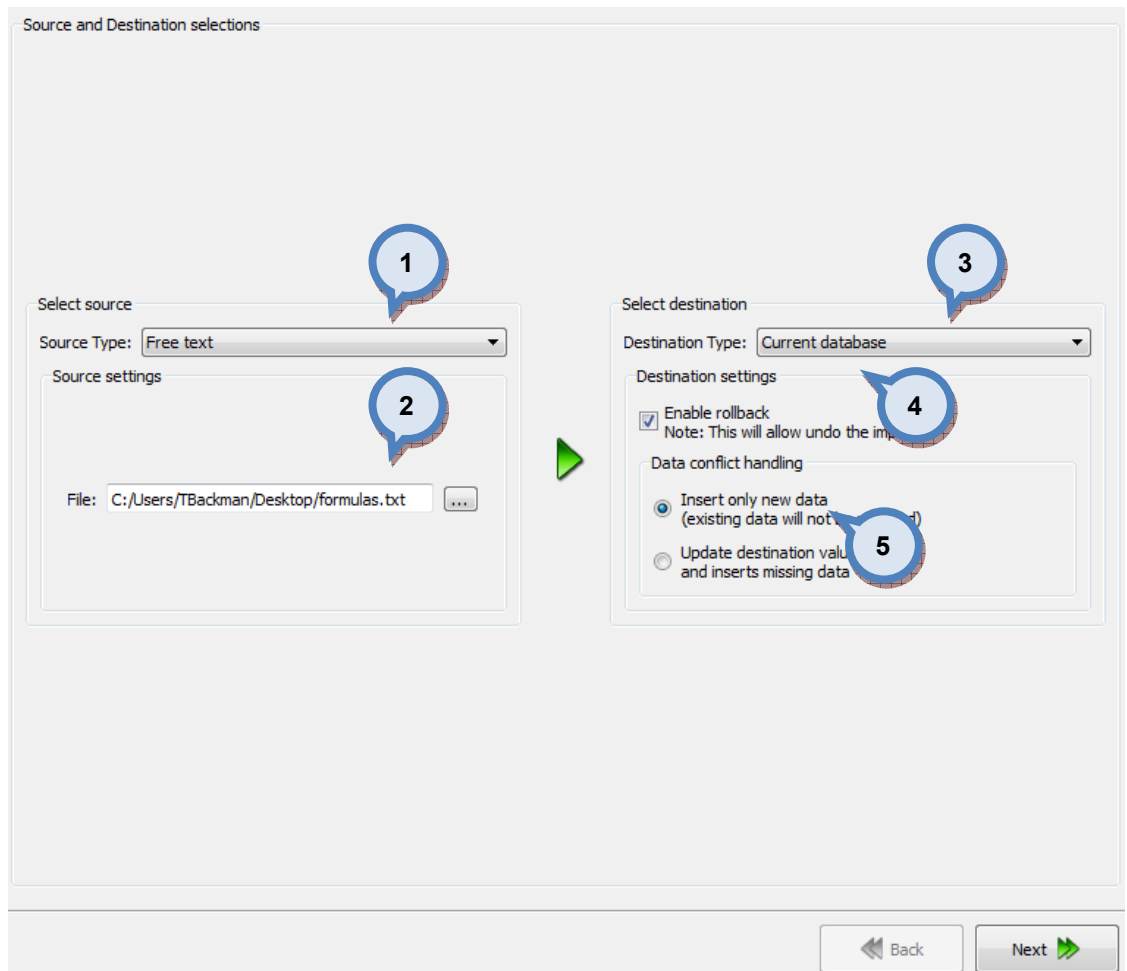 Source and Destination selections
1
3
Select source
Select destination
Source Type: Free text
Destination Type: Current database
Source settings
Destination settings
2
4
Enable rollback
Note: This will allow undo the
Data conflict handling
File: C:/Users/TBackman/Desktop/formulas.txt ...
Insert only new data
(existing data will not
5
Update destination
and inserts missing data
Back
Next